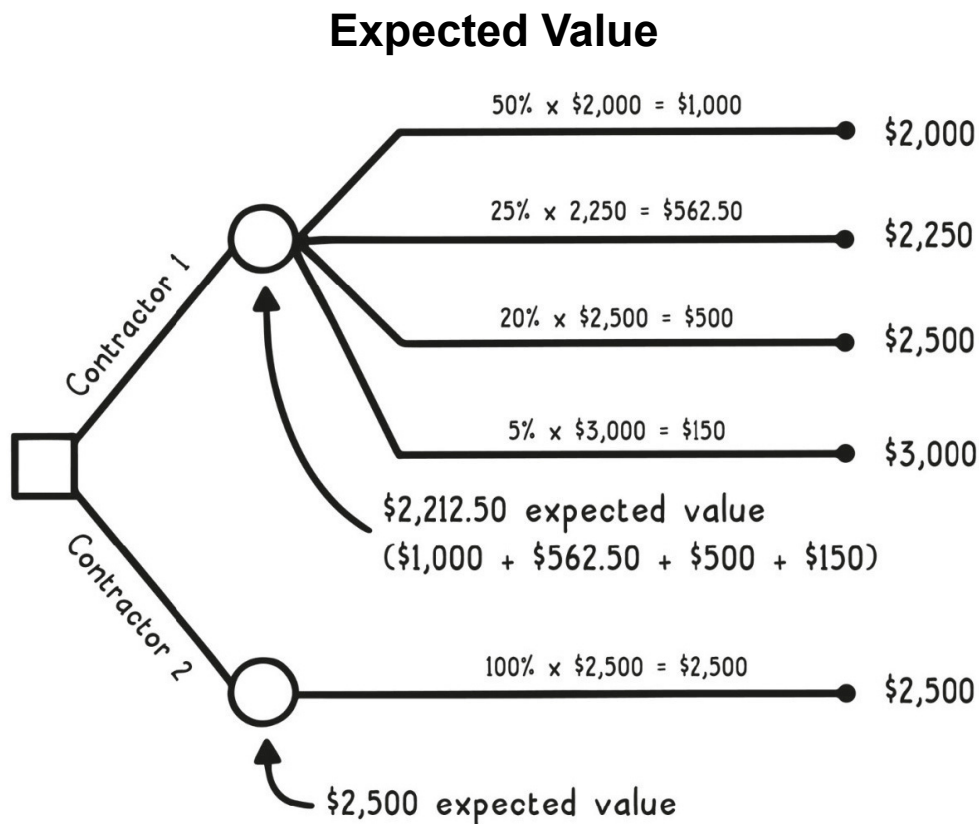 Expected Value
50% x $2,000 = $1,000
$2,000
25% x 2,250 = $562.50
$2,250
Contractor 1
20% x $2,500 = $500
$2,500
5% x $3,000 = $150
$3,000
$2,212.50 expected value
($1,000 + $562.50 + $500 + $150)
Contractor 2
100% x $2,500 = $2,500
$2,500
$2,500 expected value